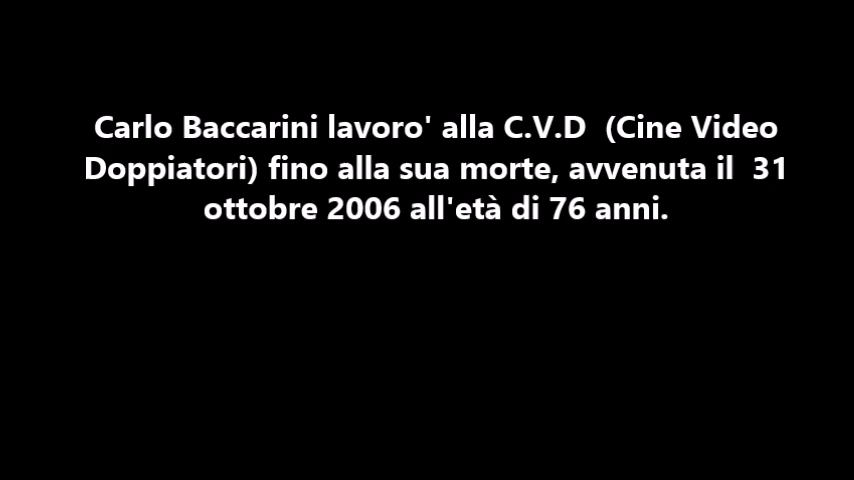 Carlo Baccarini lavoro' alla C.V.D  (Cine Video
Doppiatori) fino alla sua morte, avvenuta il  31
ottobre 2006 all'età di 76 anni.